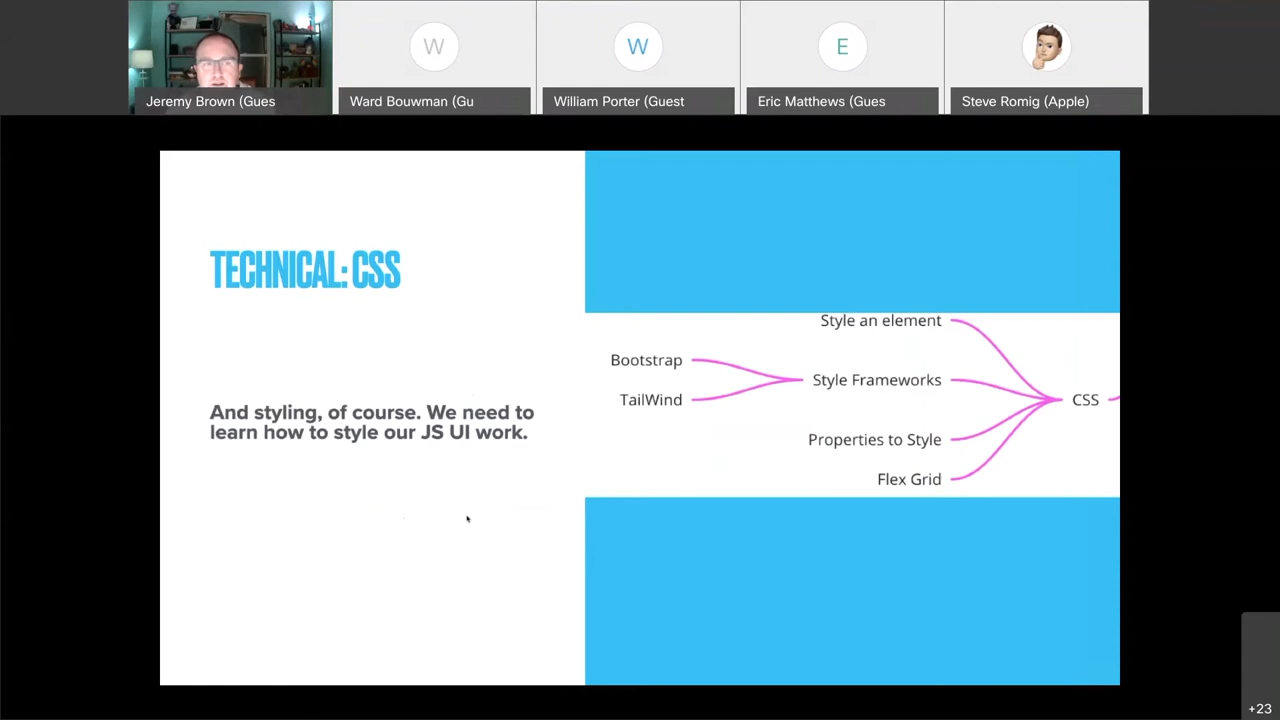 W
W
E
Jeremy Brown (Gues
Ward Bouwman (Gu
William Porter (Guest
Eric Matthews (Gues
Steve Romig (Apple)
TECHNICAL: CSS
And styling, of course. We need to
learn how to style our JS UI work.
Style an element
Bootstrap
Style Frameworks
TailWind
CSS
Properties to Style
Flex Grid
+23